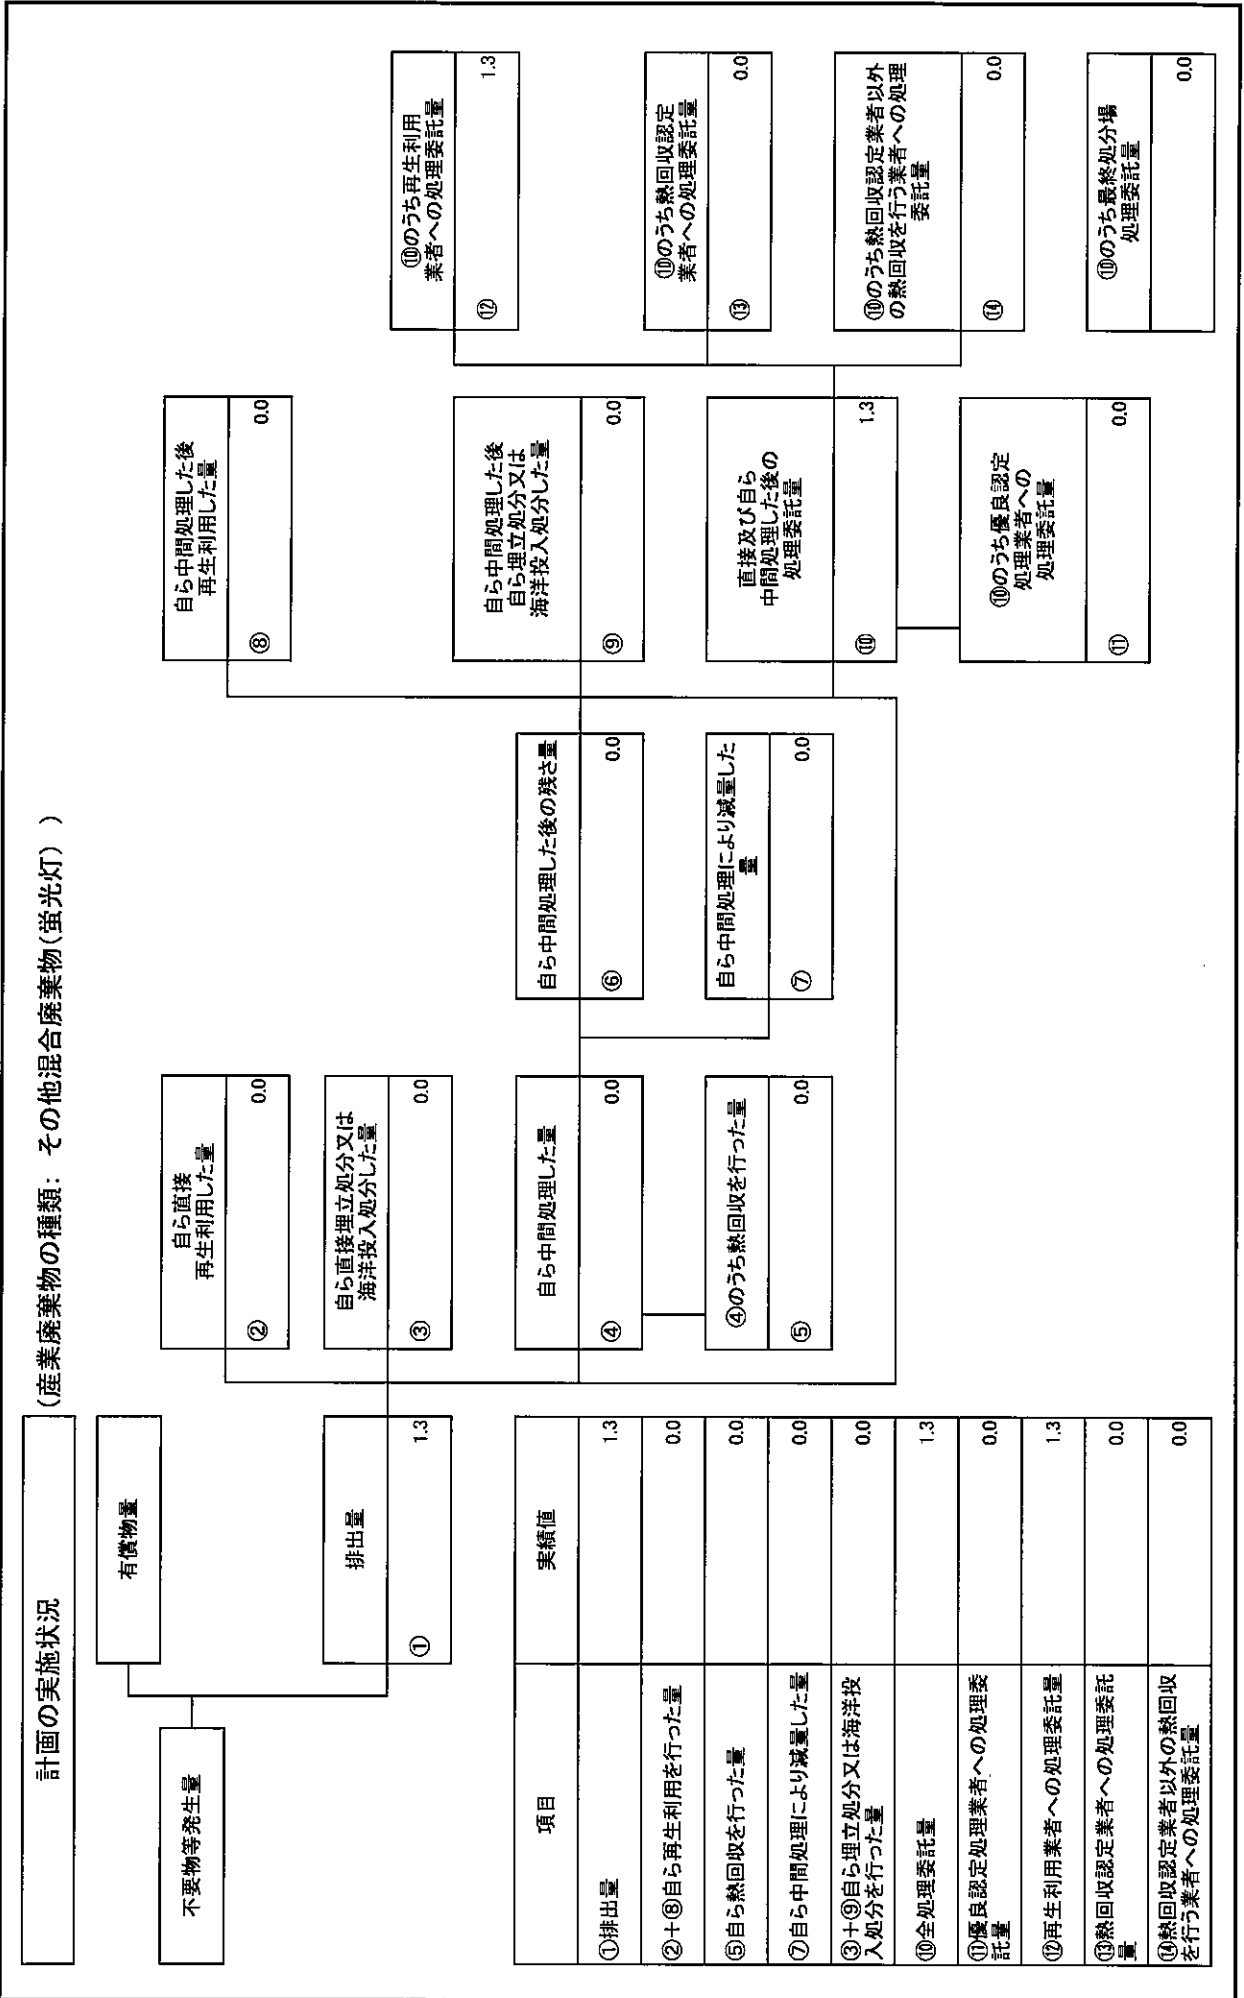 計画の実施状況
(産業廃棄物の種類: その他混合廃棄物(蛍光灯) )
不要物等発生量
有償物量
排出量
① 1.3
自ら直接
再生利用した量
② 0.0
自ら直接埋立処分又は
海洋投入処分した量
③ 0.0
自ら中間処理した量
④ 0.0
④のうち熱回収を行った量
⑤ 0.0
自ら中間処理した後の残さ量
⑥ 0.0
自ら中間処理により減量した
量
⑦ 0.0
自ら中間処理した後
再生利用した量
⑧ 0.0
自ら中間処理した後
自ら埋立処分又は
海洋投入処分した量
⑨ 0.0
直接及び自ら
中間処理した後の
処理委託量
⑩ 1.3
⑩のうち優良認定
処理業者への
処理委託量
⑪ 0.0
⑩のうち再生利用
業者への処理委託量
⑫ 1.3
⑩のうち熱回収認定
業者への処理委託量
⑬ 0.0
⑩のうち熱回収認定業者以外
の熱回収を行う業者への処理
委託量
⑭ 0.0
⑩のうち最終処分場
処理委託量
0.0
項目 実績値
①排出量 1.3
②+⑧自ら再生利用を行った量 0.0
⑤自ら熱回収を行った量 0.0
⑦自ら中間処理により減量した量 0.0
③+⑨自ら埋立処分又は海洋投
入処分を行った量 0.0
⑩全処理委託量 1.3
⑪優良認定処理業者への処理委
託量 0.0
⑫再生利用業者への処理委託量 1.3
⑬熱回収認定業者への処理委託
量 0.0
⑭熱回収認定業者以外の熱回収
を行う業者への処理委託量 0.0